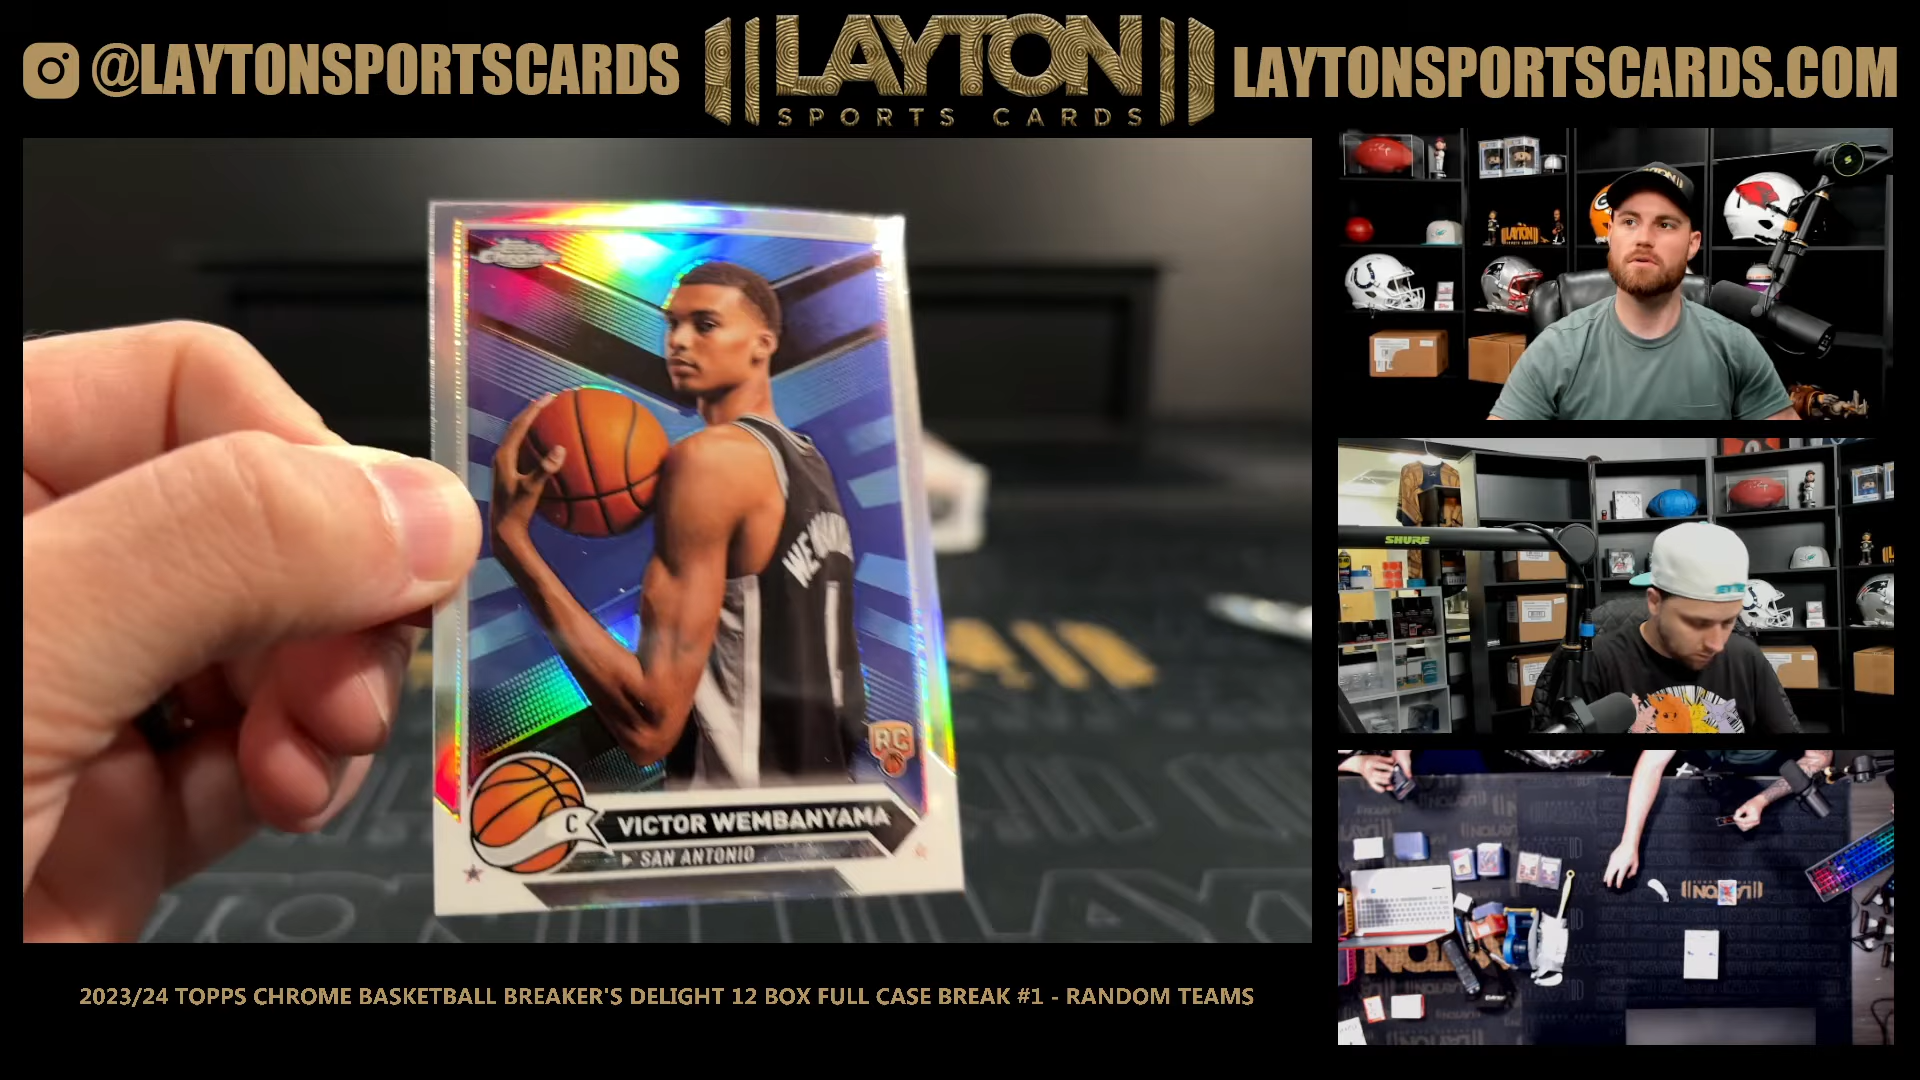 @LAYTONSPORTSCARDS
LAYTON
SPORTS CARDS
LAYTONSPORTSCARDS.COM
RC
C
VICTOR WEMBANYAMA
SAN ANTONIO
SHURE
LAYTON
2023/24 TOPPS CHROME BASKETBALL BREAKER'S DELIGHT 12 BOX FULL CASE BREAK #1 - RANDOM TEAMS